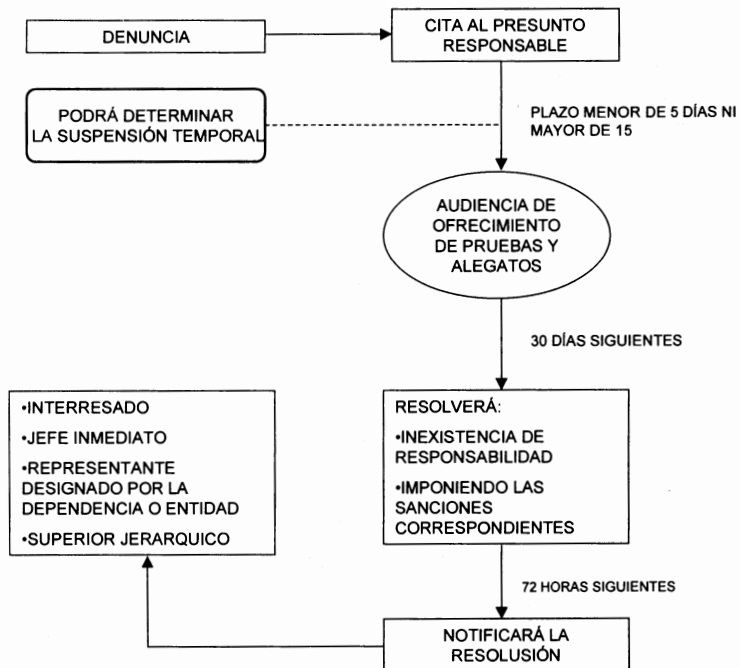 DENUNCIA
CITA AL PRESUNTO
RESPONSABLE
PODRÁ DETERMINAR
LA SUSPENSIÓN TEMPORAL
PLAZO MENOR DE 5 DÍAS NI
MAYOR DE 15
AUDIENCIA DE
OFRECIMIENTO
DE PRUEBAS Y
ALEGATOS
30 DÍAS SIGUIENTES
•INTERRESADO
•JEFE INMEDIATO
•REPRESENTANTE
DESIGNADO POR LA
DEPENDENCIA O ENTIDAD
•SUPERIOR JERARQUICO
RESOLVERÁ:
•INEXISTENCIA DE
RESPONSABILIDAD
•IMPONIENDO LAS
SANCIONES
CORRESPONDIENTES
72 HORAS SIGUIENTES
NOTIFICARÁ LA
RESOLUSIÓN